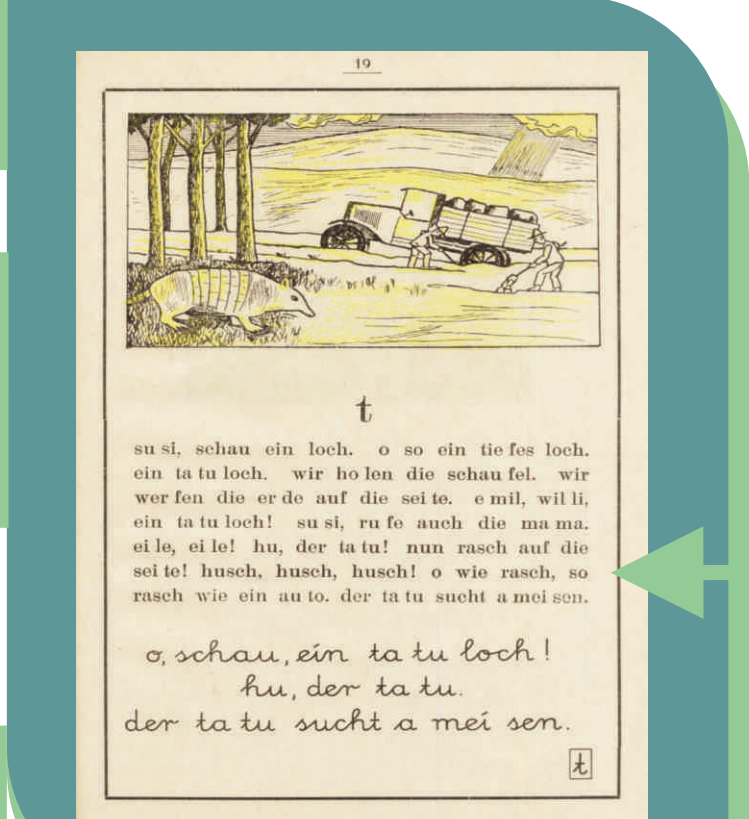 19
t
su si, schau ein loch. o so ein tie fes loch.
ein ta tu loch. wir ho len die schau fel. wir
wer fen die er de auf die sei te. e mil, wil li,
ein ta tu loch! su si, ru fe auch die ma ma.
ei le, ei le! hu, der ta tu! nun rasch auf die
sei te! husch, husch, husch! o wie rasch, so
rasch wie ein au to. der ta tu sucht a mei sen.
o, schau, ein ta tu loch!
hu, der ta tu.
der ta tu sucht a mei sen.
t